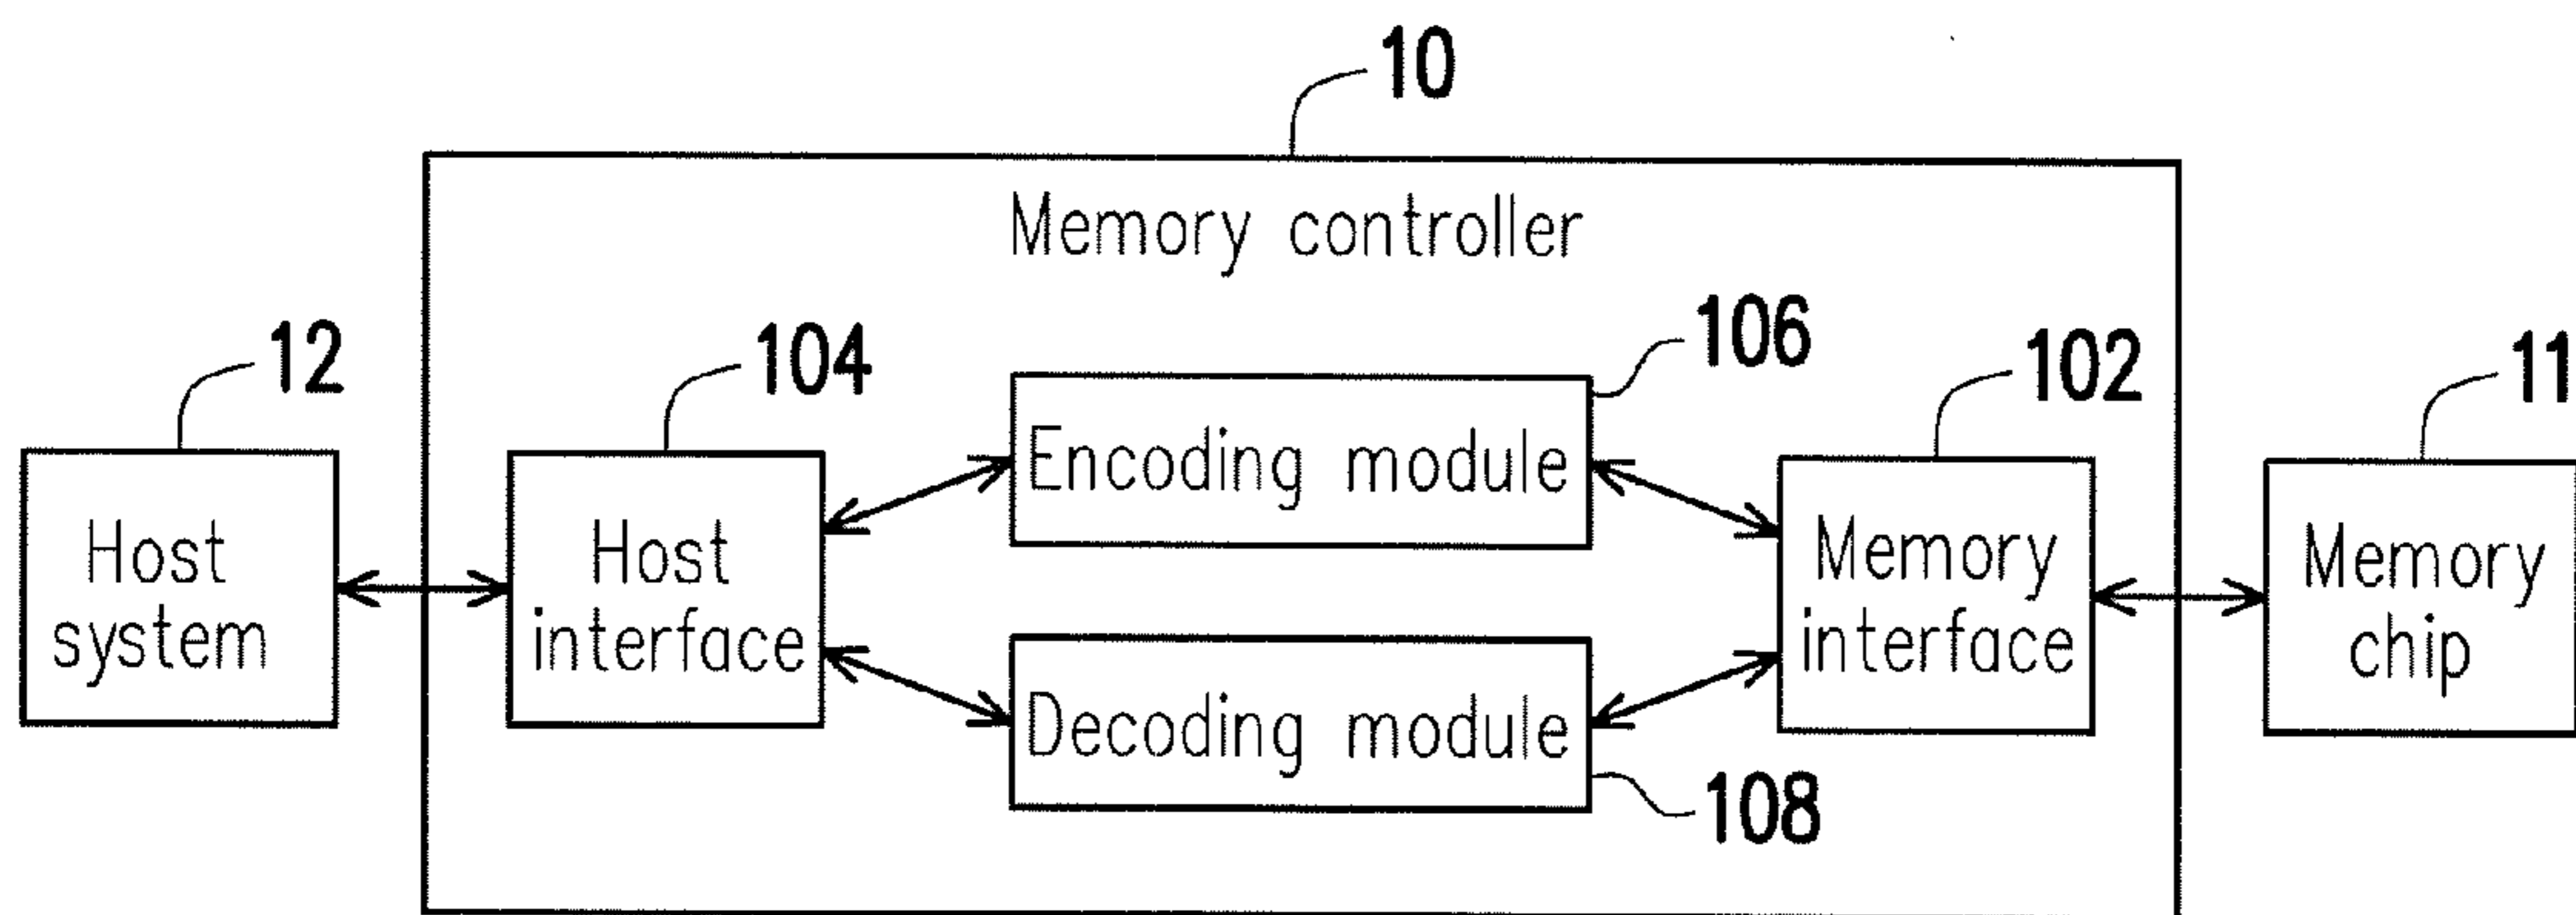 10
Memory controller
12
104
106
102
11
Host
system
Host
interface
Encoding module
Memory
interface
Memory
chip
Decoding module
108